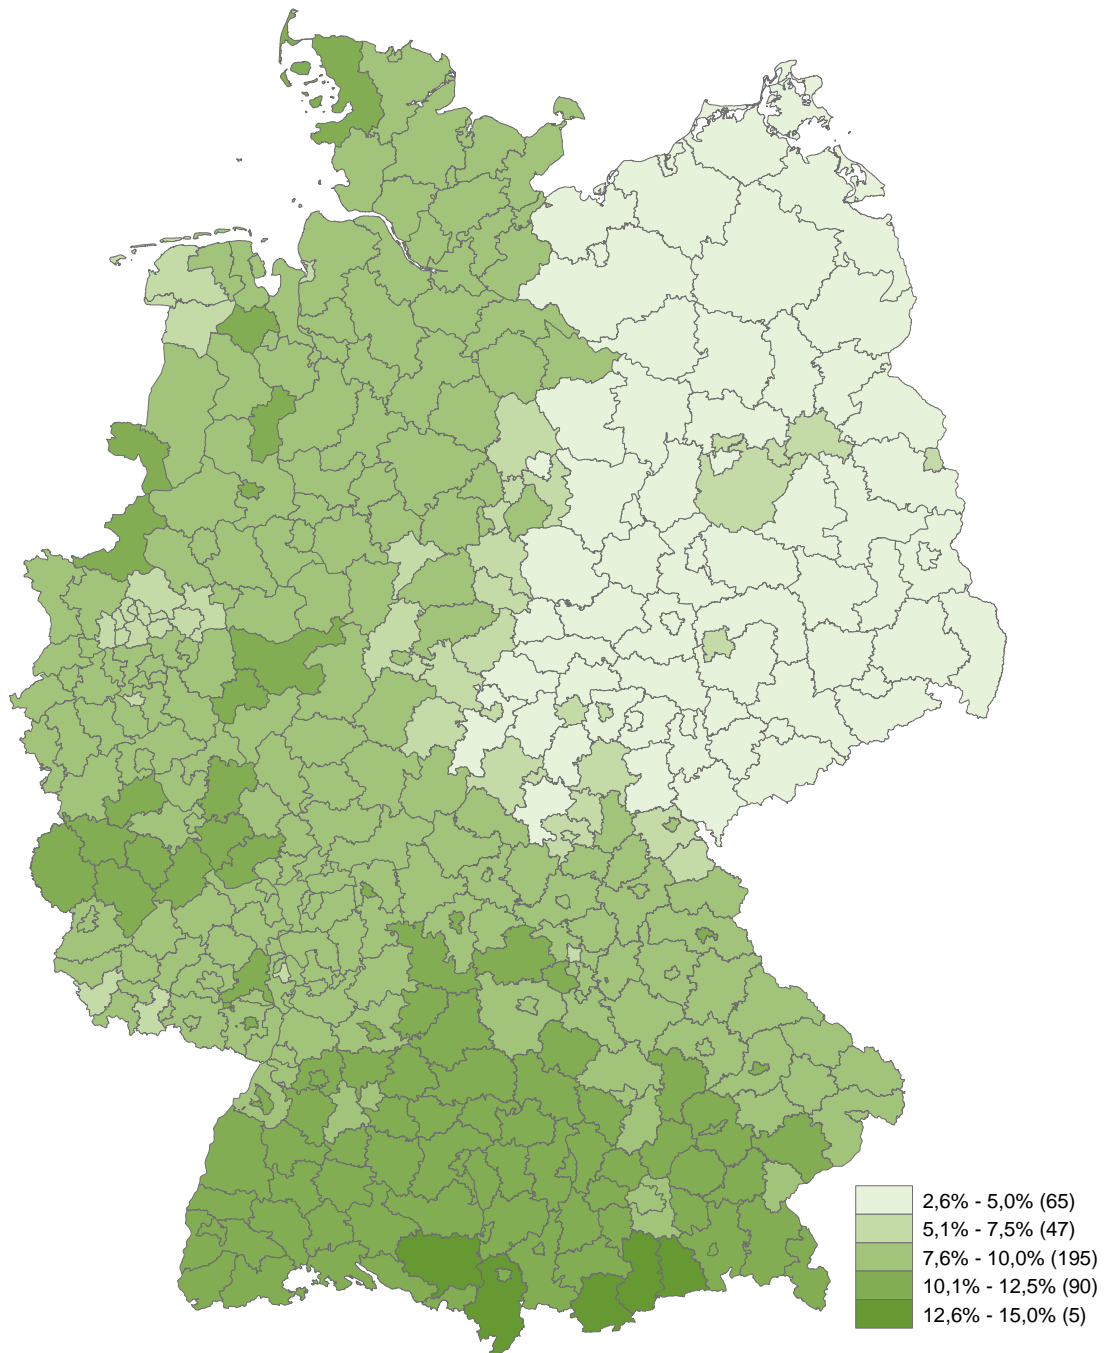 2,6% - 5,0% (65)
5,1% - 7,5% (47)
7,6% - 10,0% (195)
10,1% - 12,5% (90)
12,6% - 15,0% (5)